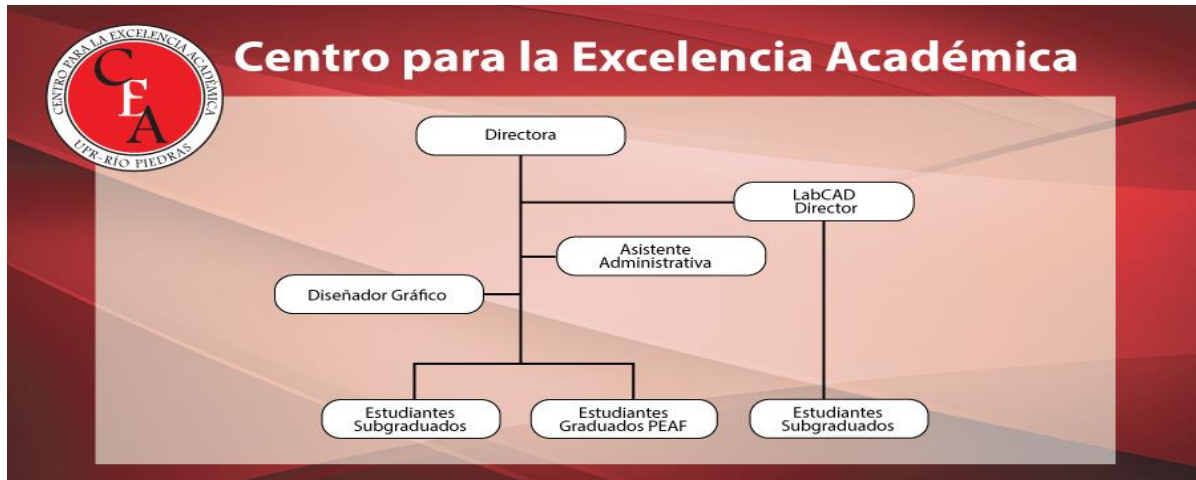 CENTRO PARA LA EXCELENCIA ACADÉMICA
CEA
UPR-RÍO PIEDRAS
Centro para la Excelencia Académica
Directora
LabCAD
Director
Asistente
Administrativa
Diseñador Gráfico
Estudiantes
Subgraduados
Estudiantes
Graduados PEAF
Estudiantes
Subgraduados